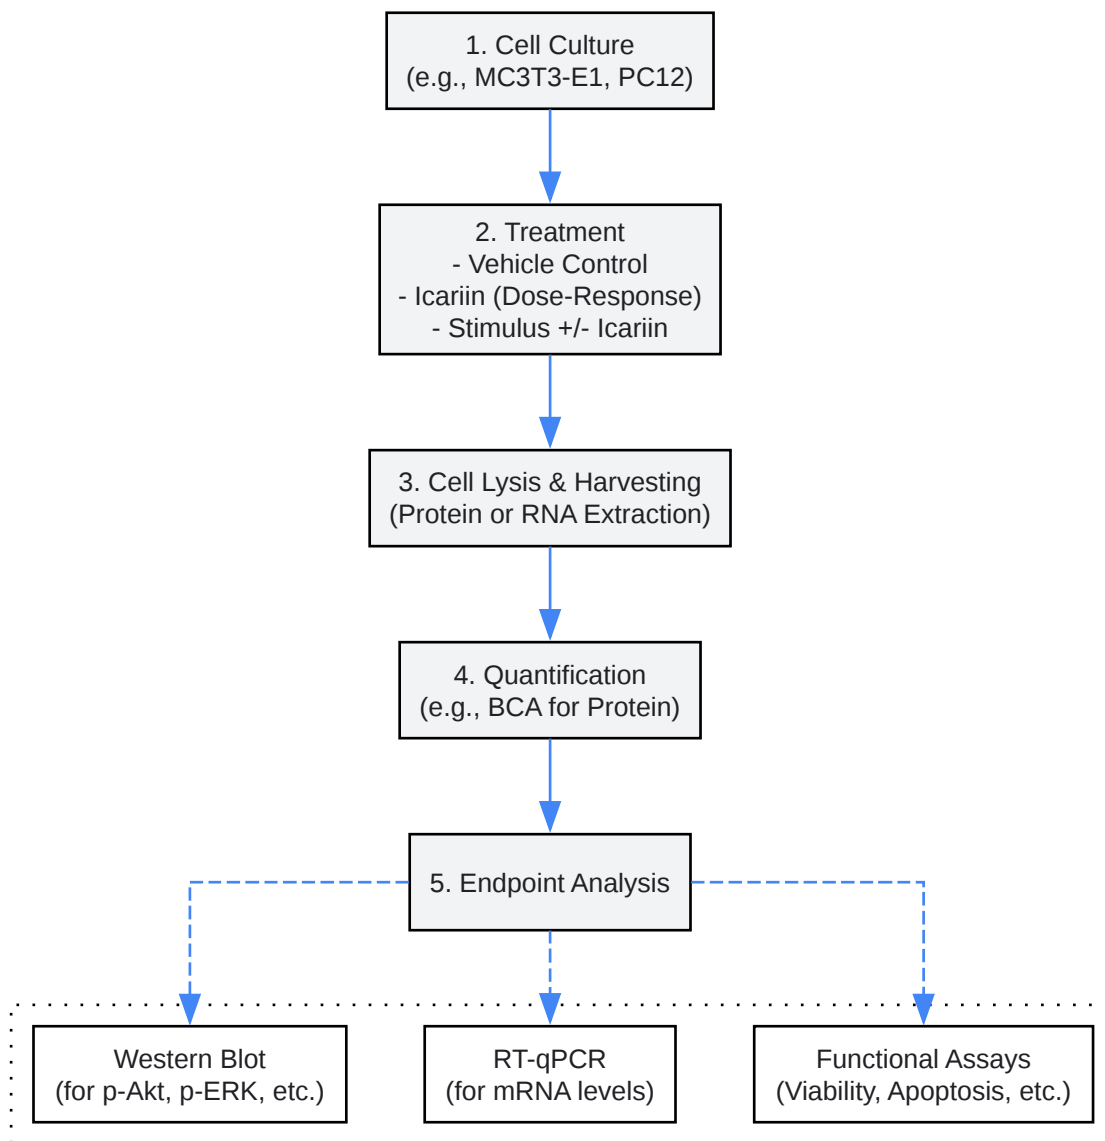 1. Cell Culture
(e.g., MC3T3-E1, PC12)
2. Treatment
- Vehicle Control
- Icariin (Dose-Response)
- Stimulus +/- Icariin
3. Cell Lysis & Harvesting
(Protein or RNA Extraction)
4. Quantification
(e.g., BCA for Protein)
5. Endpoint Analysis
Western Blot
(for p-Akt, p-ERK, etc.)
RT-qPCR
(for mRNA levels)
Functional Assays
(Viability, Apoptosis, etc.)